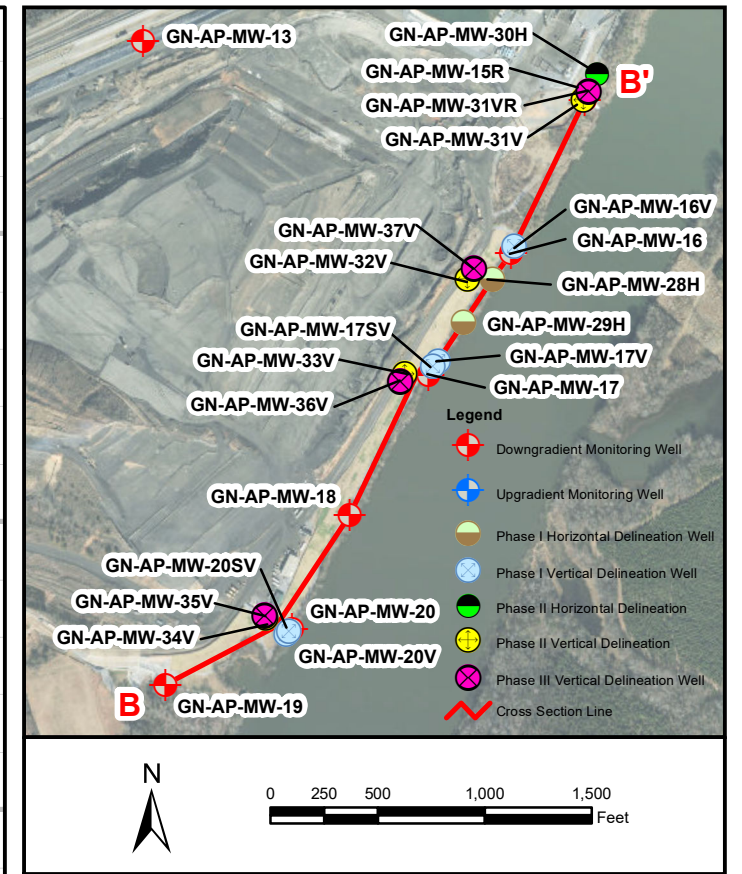 GN-AP-MW-13
GN-AP-MW-30H
GN-AP-MW-15R
B'
GN-AP-MW-31VR
GN-AP-MW-31V
GN-AP-MW-16V
GN-AP-MW-37V
GN-AP-MW-16
GN-AP-MW-32V
GN-AP-MW-28H
GN-AP-MW-17SV
GN-AP-MW-29H
GN-AP-MW-33V
GN-AP-MW-17V
GN-AP-MW-17
GN-AP-MW-36V
Legend
Downgradient Monitoring Well
Upgradient Monitoring Well
GN-AP-MW-18
Phase I Horizontal Delineation Well
GN-AP-MW-20SV
Phase I Vertical Delineation Well
GN-AP-MW-35V
GN-AP-MW-20
Phase II Horizontal Delineation
GN-AP-MW-34V
Phase II Vertical Delineation
GN-AP-MW-20V
Phase III Vertical Delineation Well
B
GN-AP-MW-19
Cross Section Line
N
0 250 500 1,000 1,500
Feet